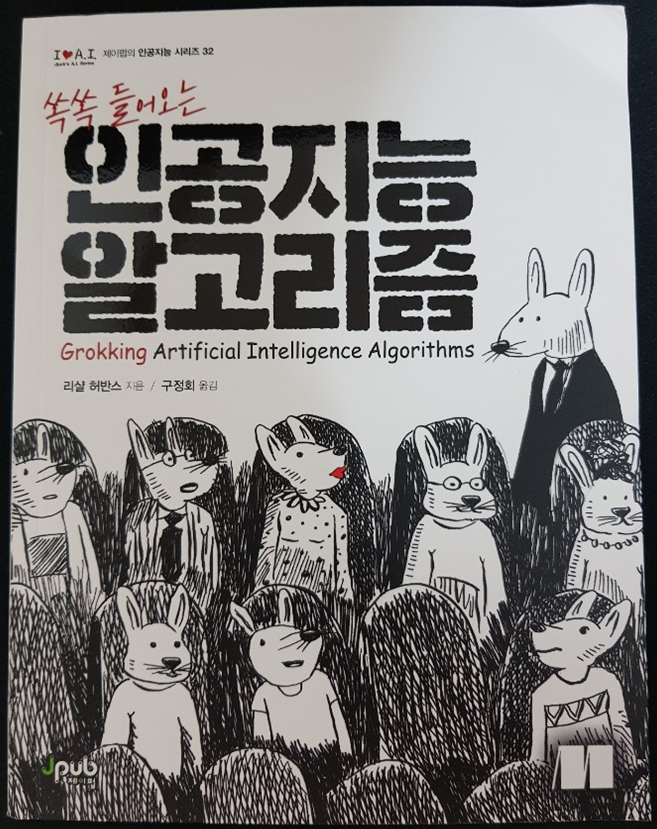 I♥A.I. 제이펍의 인공지능 시리즈 32
Jpub's A.I. Series
쏙쏙 들어오는
인공지능
알고리즘
Grokking Artificial Intelligence Algorithms
리샬 허반스 지음 / 구정회 옮김
Jpub
제이펍